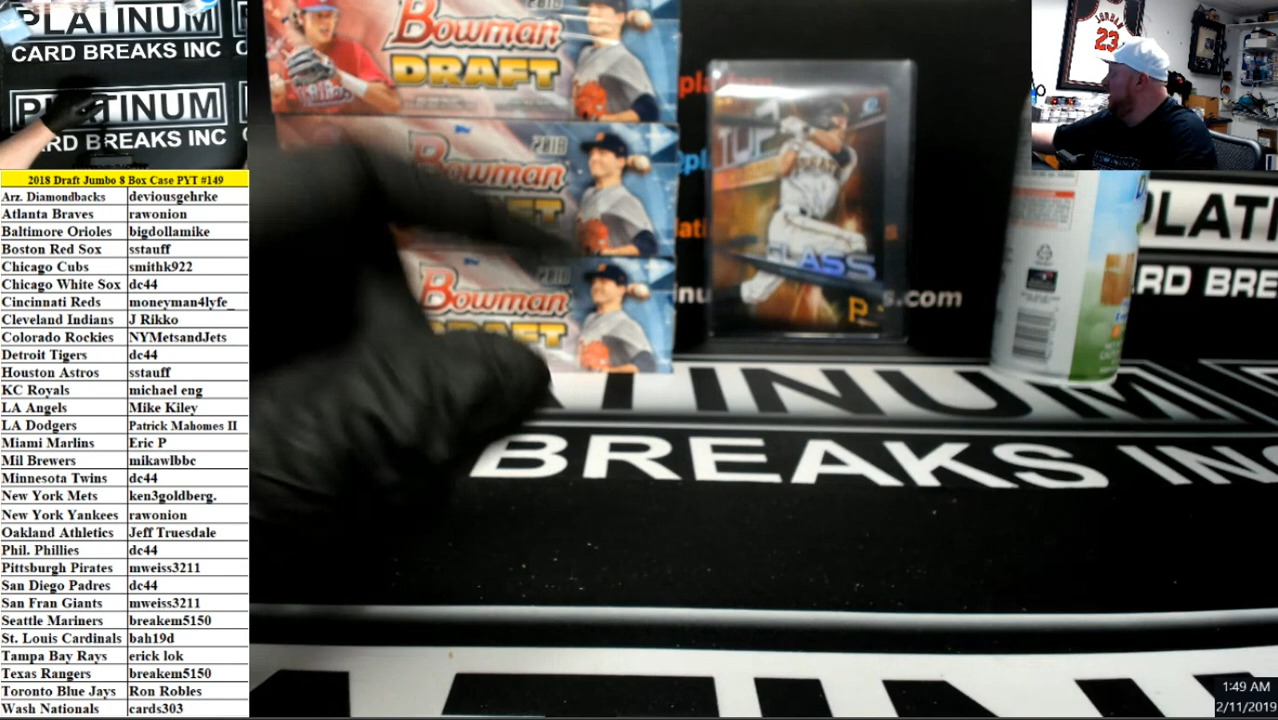 PLATINUM
CARD BREAKS INC
PLATINUM
CARD BREAKS INC
2018 Draft Jumbo 8 Box Case PYT #149
Arz. Diamondbacks deviousgehrke
Atlanta Braves rawonion
Baltimore Orioles bigdollamike
Boston Red Sox sstauff
Chicago Cubs smithk922
Chicago White Sox dc44
Cincinnati Reds moneyman4lyfe_
Cleveland Indians J Rikko
Colorado Rockies NYMetsandJets
Detroit Tigers dc44
Houston Astros sstauff
KC Royals michael eng
LA Angels Mike Kiley
LA Dodgers Patrick Mahomes II
Miami Marlins Eric P
Mil Brewers mikawlbbc
Minnesota Twins dc44
New York Mets ken3goldberg.
New York Yankees rawonion
Oakland Athletics Jeff Truesdale
Phil. Phillies dc44
Pittsburgh Pirates mweiss3211
San Diego Padres dc44
San Fran Giants mweiss3211
Seattle Mariners breakem5150
St. Louis Cardinals bah19d
Tampa Bay Rays erick lok
Texas Rangers breakem5150
Toronto Blue Jays Ron Robles
Wash Nationals cards303
2018
Bowman
DRAFT
2018
Bowman
2018
Bowman
DRAFT
CLASS
P
s.com
JORDAN
23
PLATI
RD BRE
TINUM
BREAKS INC
1:49 AM
2/11/2019